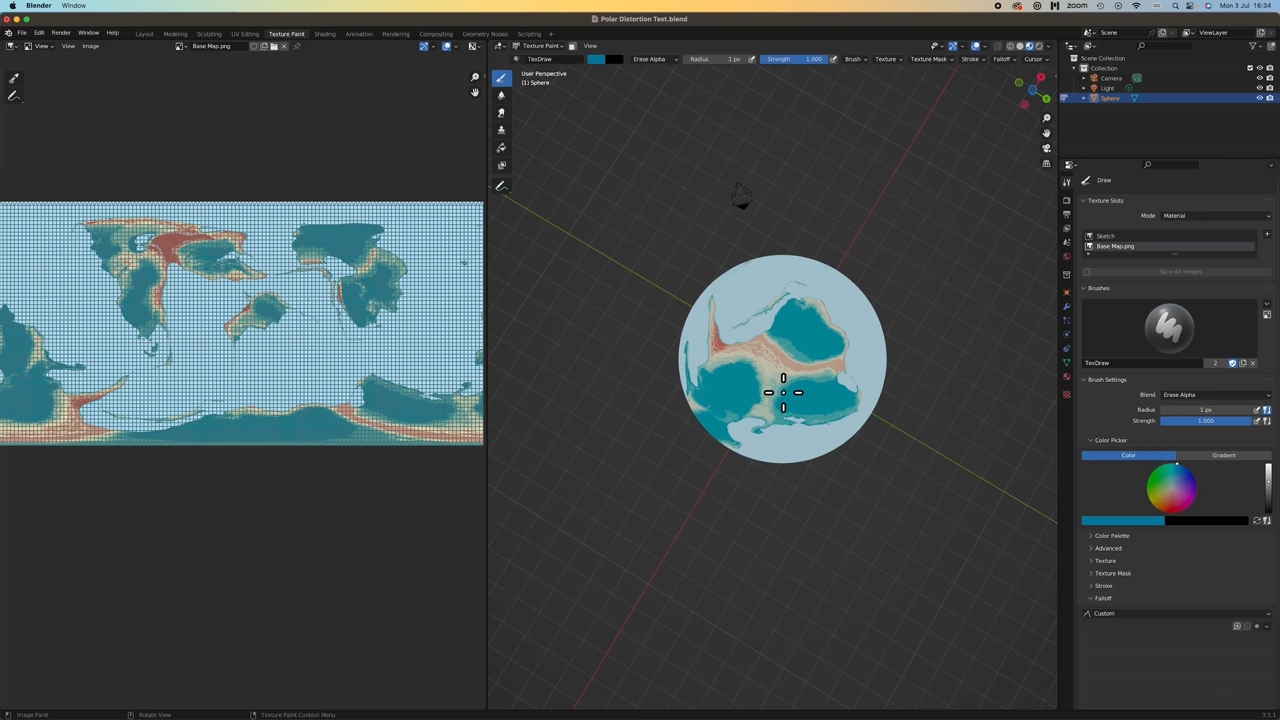 Blender Window zoom Mon 3 Jul 16:34
Polar Distortion Test.blend
File Edit Render Window Help Layout Modeling Sculpting UV Editing Texture Paint Shading Animation Rendering Compositing Geometry Nodes Scripting + Scene ViewLayer
View View Image Base Map.png Texture Paint View
TexDraw Erase Alpha Radius 1 px Strength 1.000 Brush Texture Texture Mask Stroke Falloff Cursor
User Perspective
(1) Sphere
Scene Collection
Collection
Camera
Light
Sphere
Draw
Texture Slots
Mode Material
Sketch
Base Map.png
Save All Images
Brushes
TexDraw 2
Brush Settings
Blend Erase Alpha
Radius 1 px
Strength 1.000
Color Picker
Color Gradient
Color Palette
Advanced
Texture
Texture Mask
Stroke
Falloff
Custom
Image Paint Rotate View Texture Paint Context Menu 3.5.1